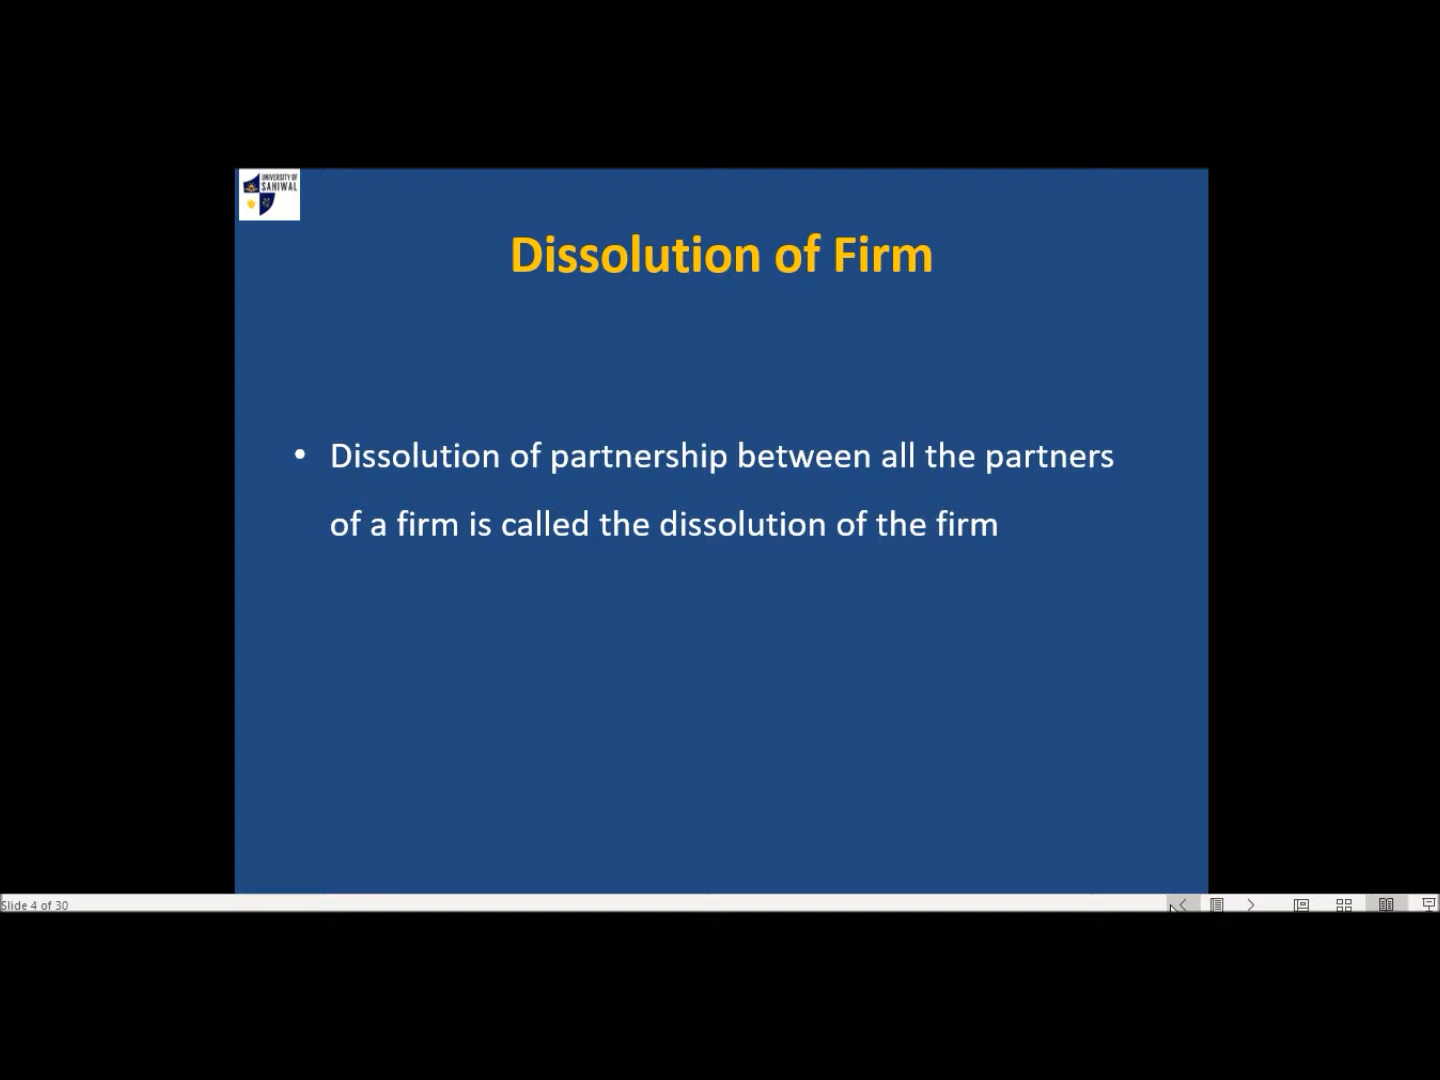 UNIVERSITY OF
SAHIWAL
Dissolution of Firm
• Dissolution of partnership between all the partners
of a firm is called the dissolution of the firm
Slide 4 of 30